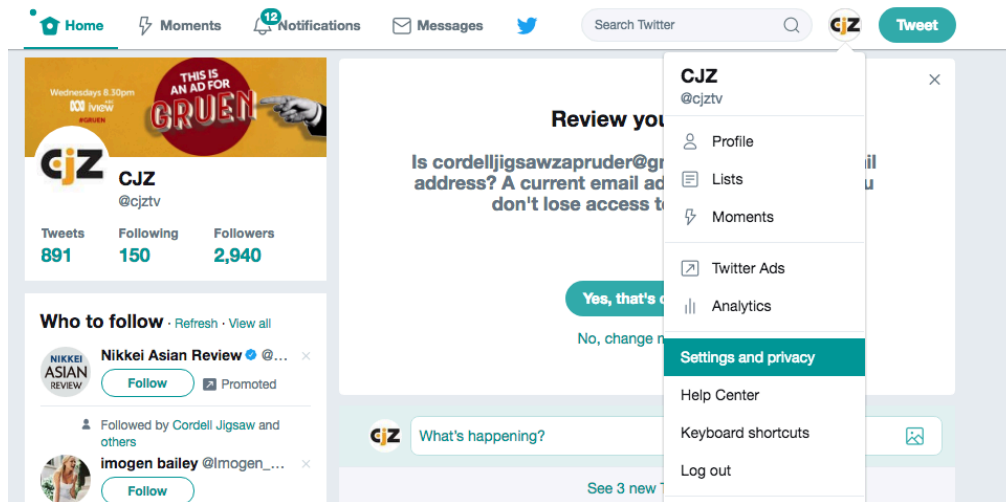 Home
Moments
12
Notifications
Messages
Search Twitter
CJZ
Tweet
Wednesdays 8.30pm
ABC iview
#GRUEN
THIS IS
AN AD FOR
GRUEN
CJZ
CJZ
@cjztv
Tweets Following Followers
891 150 2,940
Who to follow · Refresh · View all
NIKKEI
ASIAN
REVIEW
Nikkei Asian Review @...
Follow
Promoted
Followed by Cordell Jigsaw and
others
imogen bailey @Imogen_...
Follow
Review you
Is cordelljigsawzapruder@gr
ail
address? A current email ad
u
don't lose access to
Yes, that's c
No, change m
CJZ
What's happening?
See 3 new T
CJZ
@cjztv
Profile
Lists
Moments
Twitter Ads
Analytics
Settings and privacy
Help Center
Keyboard shortcuts
Log out